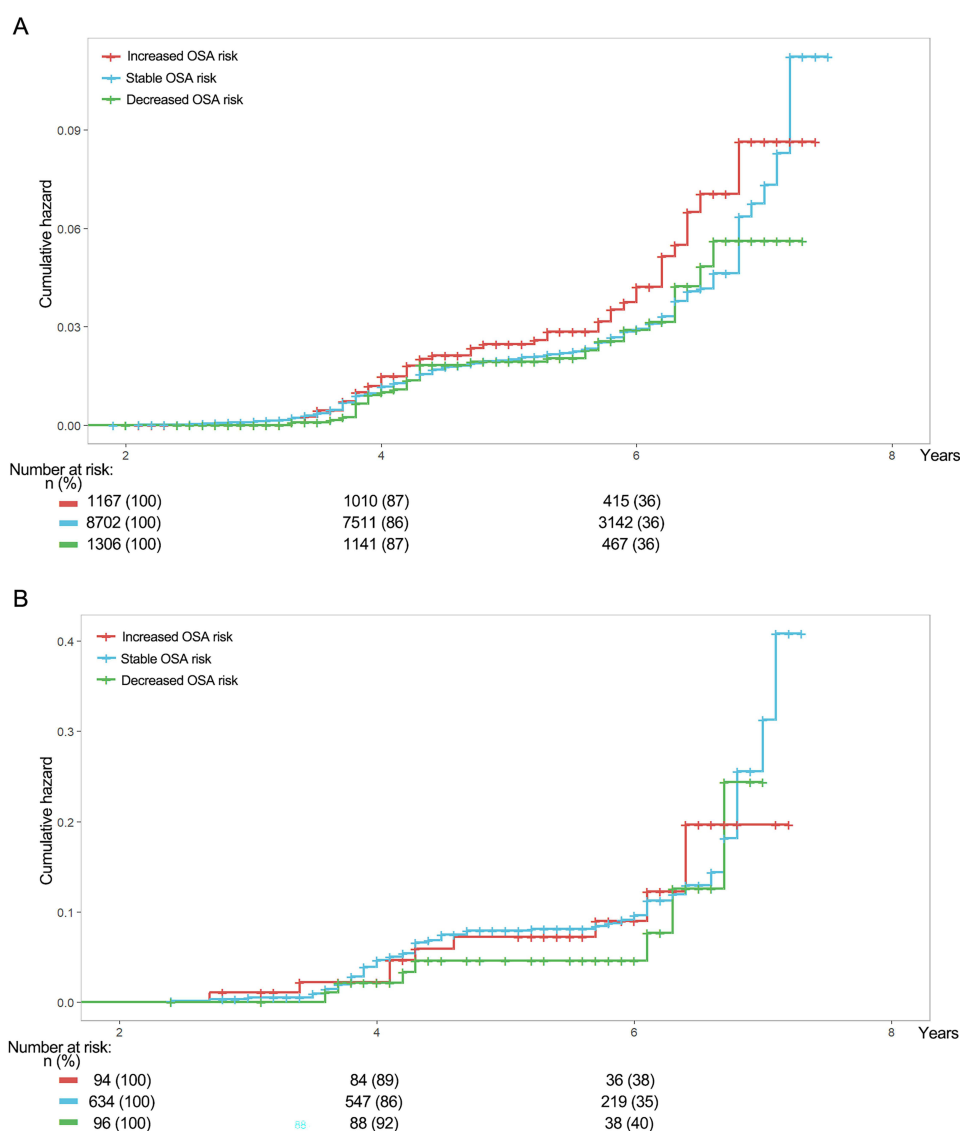 A
Increased OSA risk
Stable OSA risk
Decreased OSA risk
Cumulative hazard
0.09
0.06
0.03
0.00
2 4 6 8 Years
Number at risk:
n (%)
1167 (100) 1010 (87) 415 (36)
8702 (100) 7511 (86) 3142 (36)
1306 (100) 1141 (87) 467 (36)
B
Increased OSA risk
Stable OSA risk
Decreased OSA risk
Cumulative hazard
0.4
0.3
0.2
0.1
0.0
2 4 6 8 Years
Number at risk:
n (%)
94 (100) 84 (89) 36 (38)
634 (100) 547 (86) 219 (35)
96 (100) 88 88 (92) 38 (40)